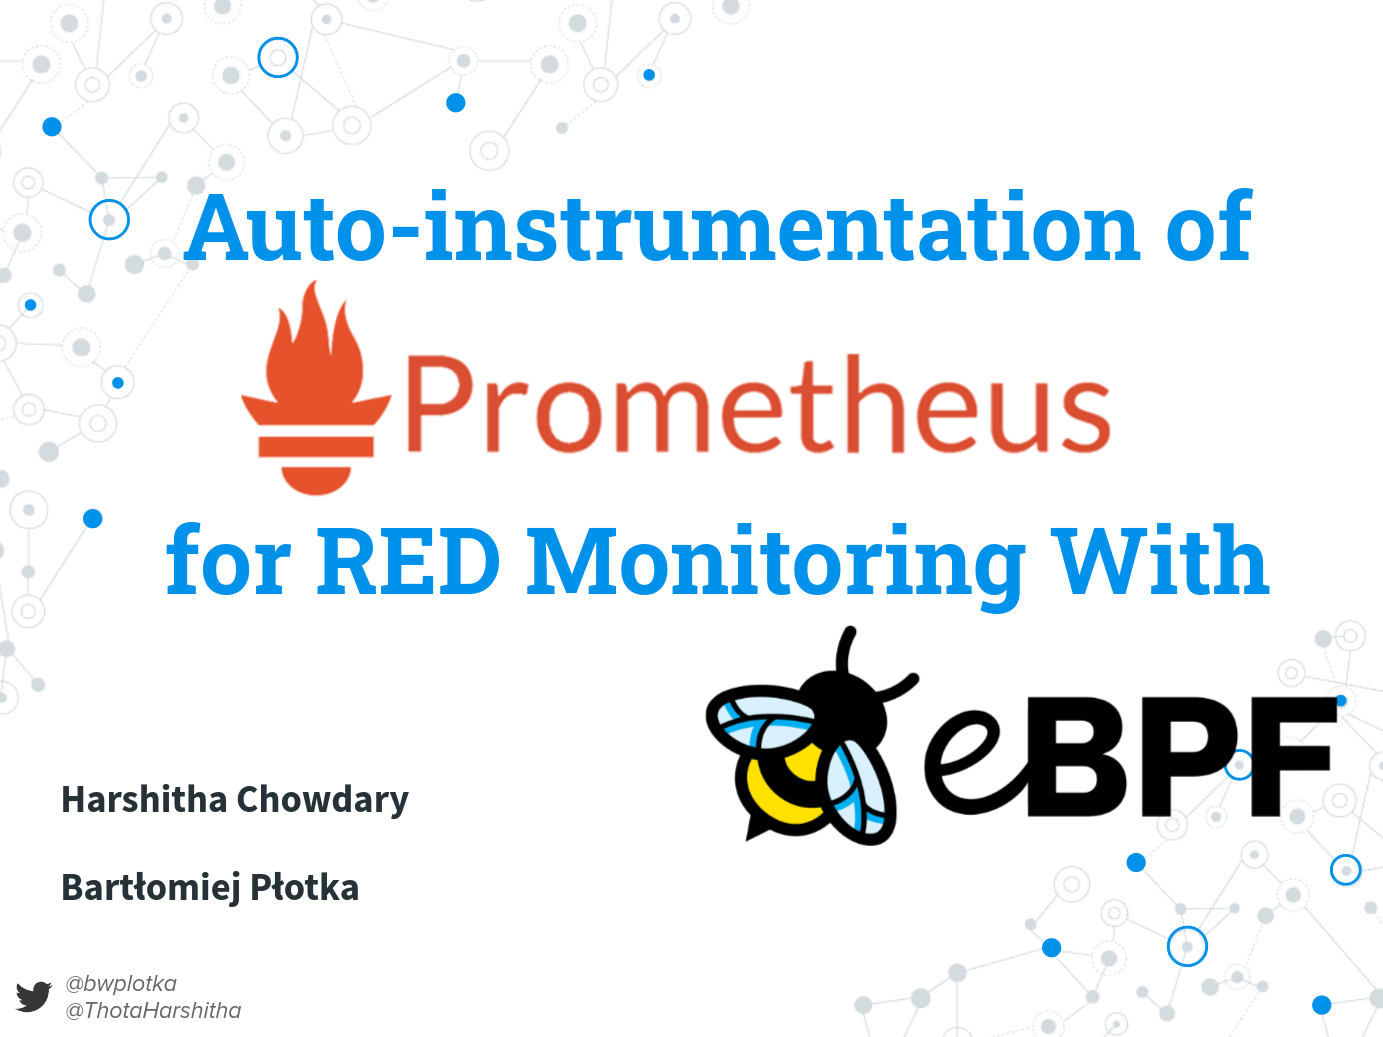 Auto-instrumentation of
Prometheus
for RED Monitoring With
eBPF
Harshitha Chowdary
Bartłomiej Płotka
@bwplotka
@ThotaHarshitha